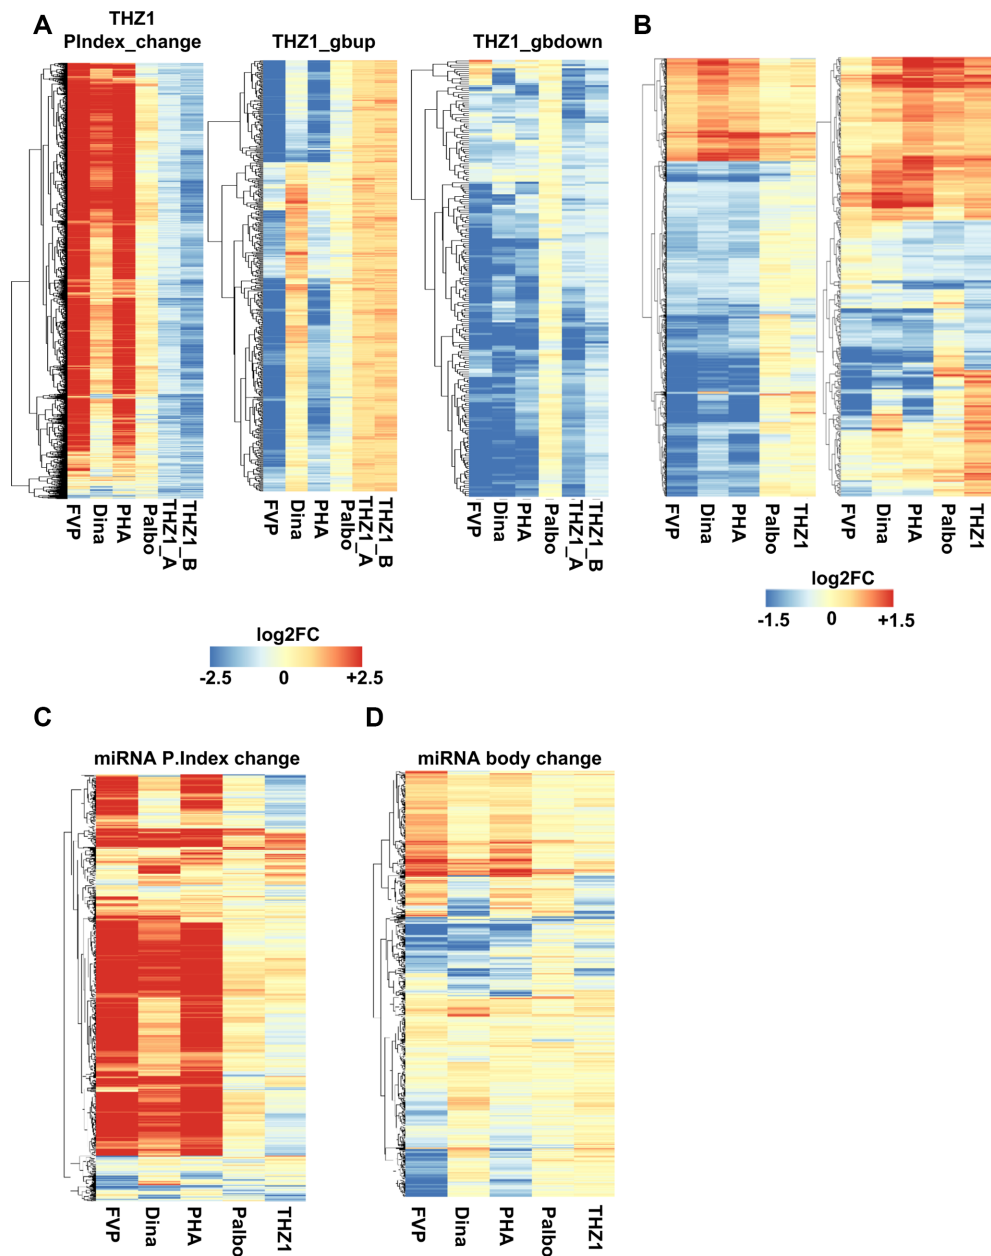 A
THZ1
PIndex_change
THZ1_gbup
THZ1_gbdown
B
FVP
Dina
PHA
Palbo
THZ1_A
THZ1_B
FVP
Dina
PHA
Palbo
THZ1_A
THZ1_B
FVP
Dina
PHA
Palbo
THZ1_A
THZ1_B
FVP
Dina
PHA
Palbo
THZ1
FVP
Dina
PHA
Palbo
THZ1
log2FC
-1.5 0 +1.5
log2FC
-2.5 0 +2.5
C
miRNA P.Index change
FVP
Dina
PHA
Palbo
THZ1
D
miRNA body change
FVP
Dina
PHA
Palbo
THZ1